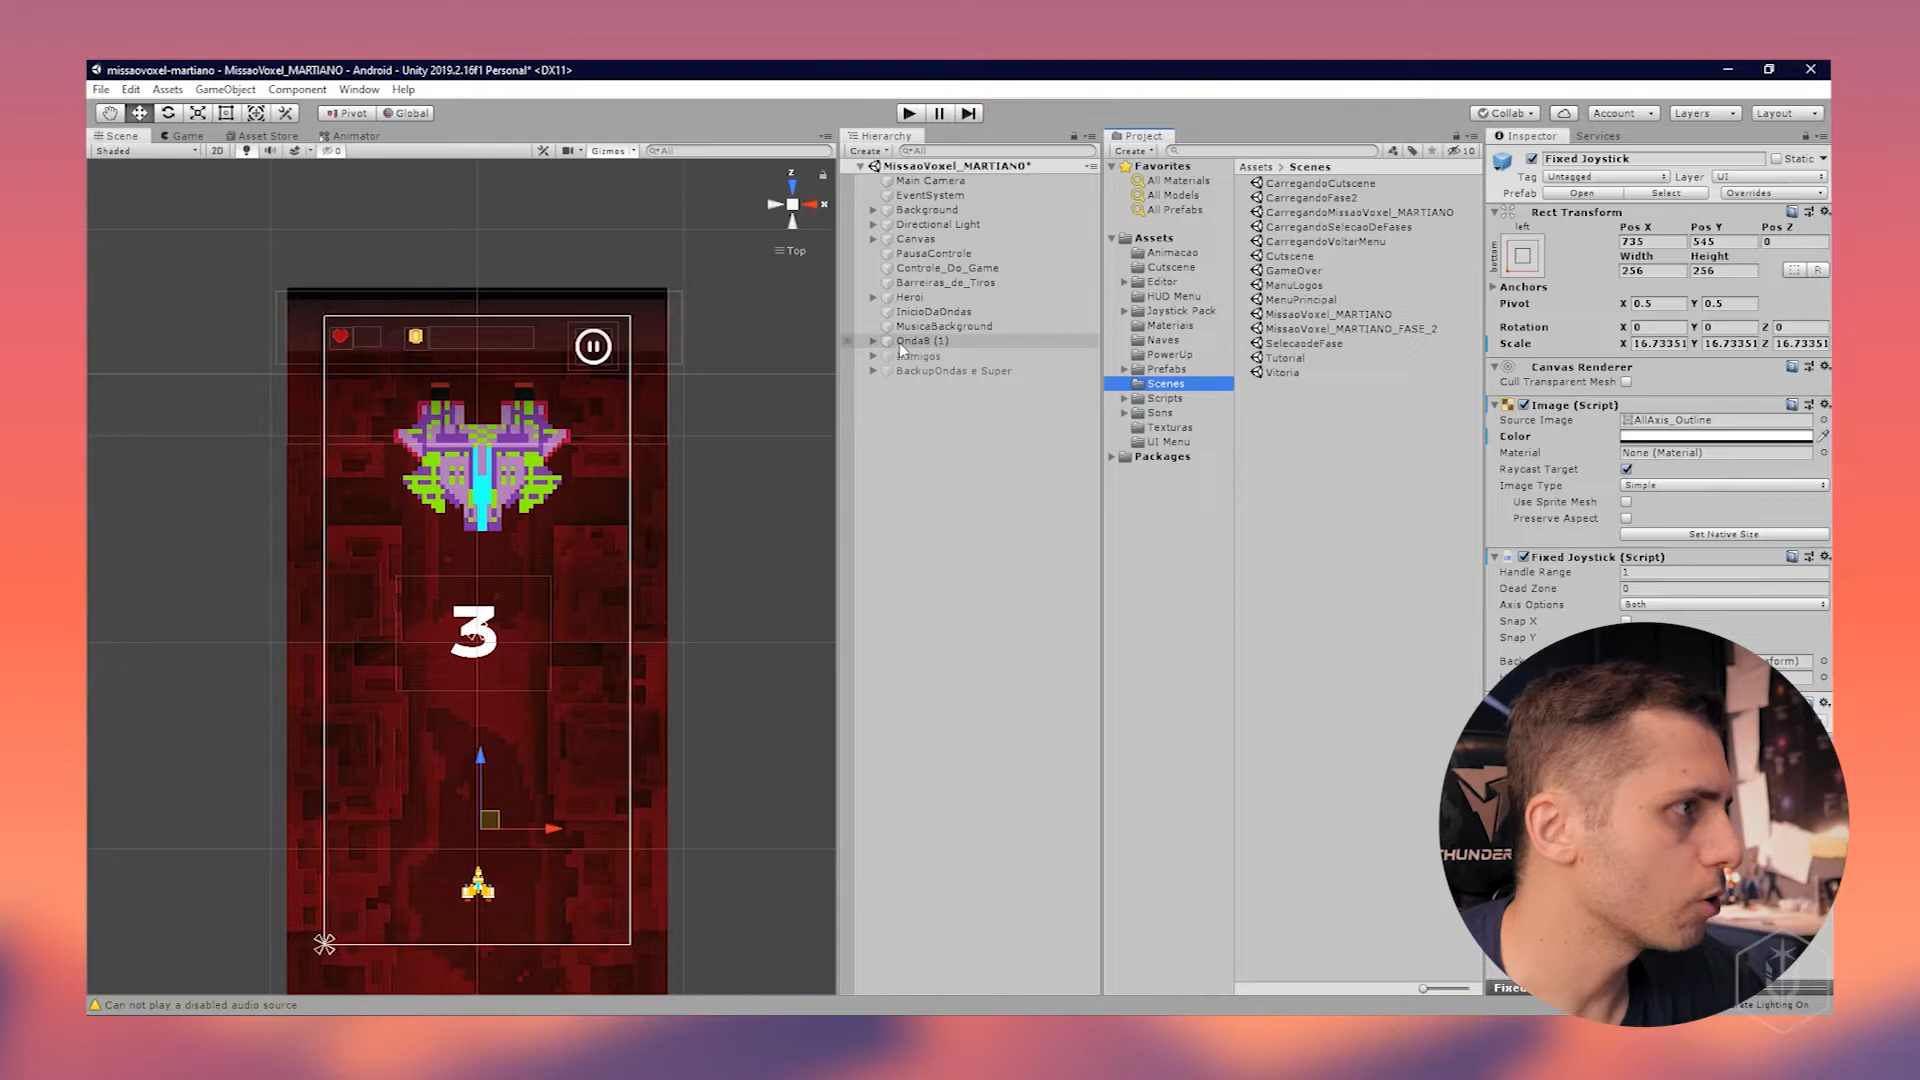 missaovoxel-martiano - MissaoVoxel_MARTIANO - Android - Unity 2019.2.16f1 Personal* <DX11>
File Edit Assets GameObject Component Window Help
Pivot Global Collab Account Layers Layout
Scene Game Asset Store Animator
Shaded 2D 0 Gizmos All
z
x
Top
3
Hierarchy
Create All
MissaoVoxel_MARTIANO*
Main Camera
EventSystem
Background
Directional Light
Canvas
PausaControle
Controle_Do_Game
Barreiras_de_Tiros
Heroi
InicioDaOndas
MusicaBackground
Onda8 (1)
Inimigos
BackupOndas e Super
Project
Create 10
Favorites
All Materials
All Models
All Prefabs
Assets
Animacao
Cutscene
Editor
HUD Menu
Joystick Pack
Materiais
Naves
PowerUp
Prefabs
Scenes
Scripts
Sons
Texturas
UI Menu
Packages
Assets Scenes
CarregandoCutscene
CarregandoFase2
CarregandoMissaoVoxel_MARTIANO
CarregandoSelecaoDeFases
CarregandoVoltarMenu
Cutscene
GameOver
ManuLogos
MenuPrincipal
MissaoVoxel_MARTIANO
MissaoVoxel_MARTIANO_FASE_2
SelecaodeFase
Tutorial
Vitoria
Inspector Services
Fixed Joystick Static
Tag Untagged Layer UI
Prefab Open Select Overrides
Rect Transform
left Pos X Pos Y Pos Z
bottom 735 545 0
Width Height
256 256 R
Anchors
Pivot X 0.5 Y 0.5
Rotation X 0 Y 0 Z 0
Scale X 16.73351 Y 16.73351 Z 16.73351
Canvas Renderer
Cull Transparent Mesh
Image (Script)
Source Image AllAxis_Outline
Color
Material None (Material)
Raycast Target
Image Type Simple
Use Sprite Mesh
Preserve Aspect
Set Native Size
Fixed Joystick (Script)
Handle Range 1
Dead Zone 0
Axis Options Both
Snap X
Snap Y
THUNDER
Can not play a disabled audio source